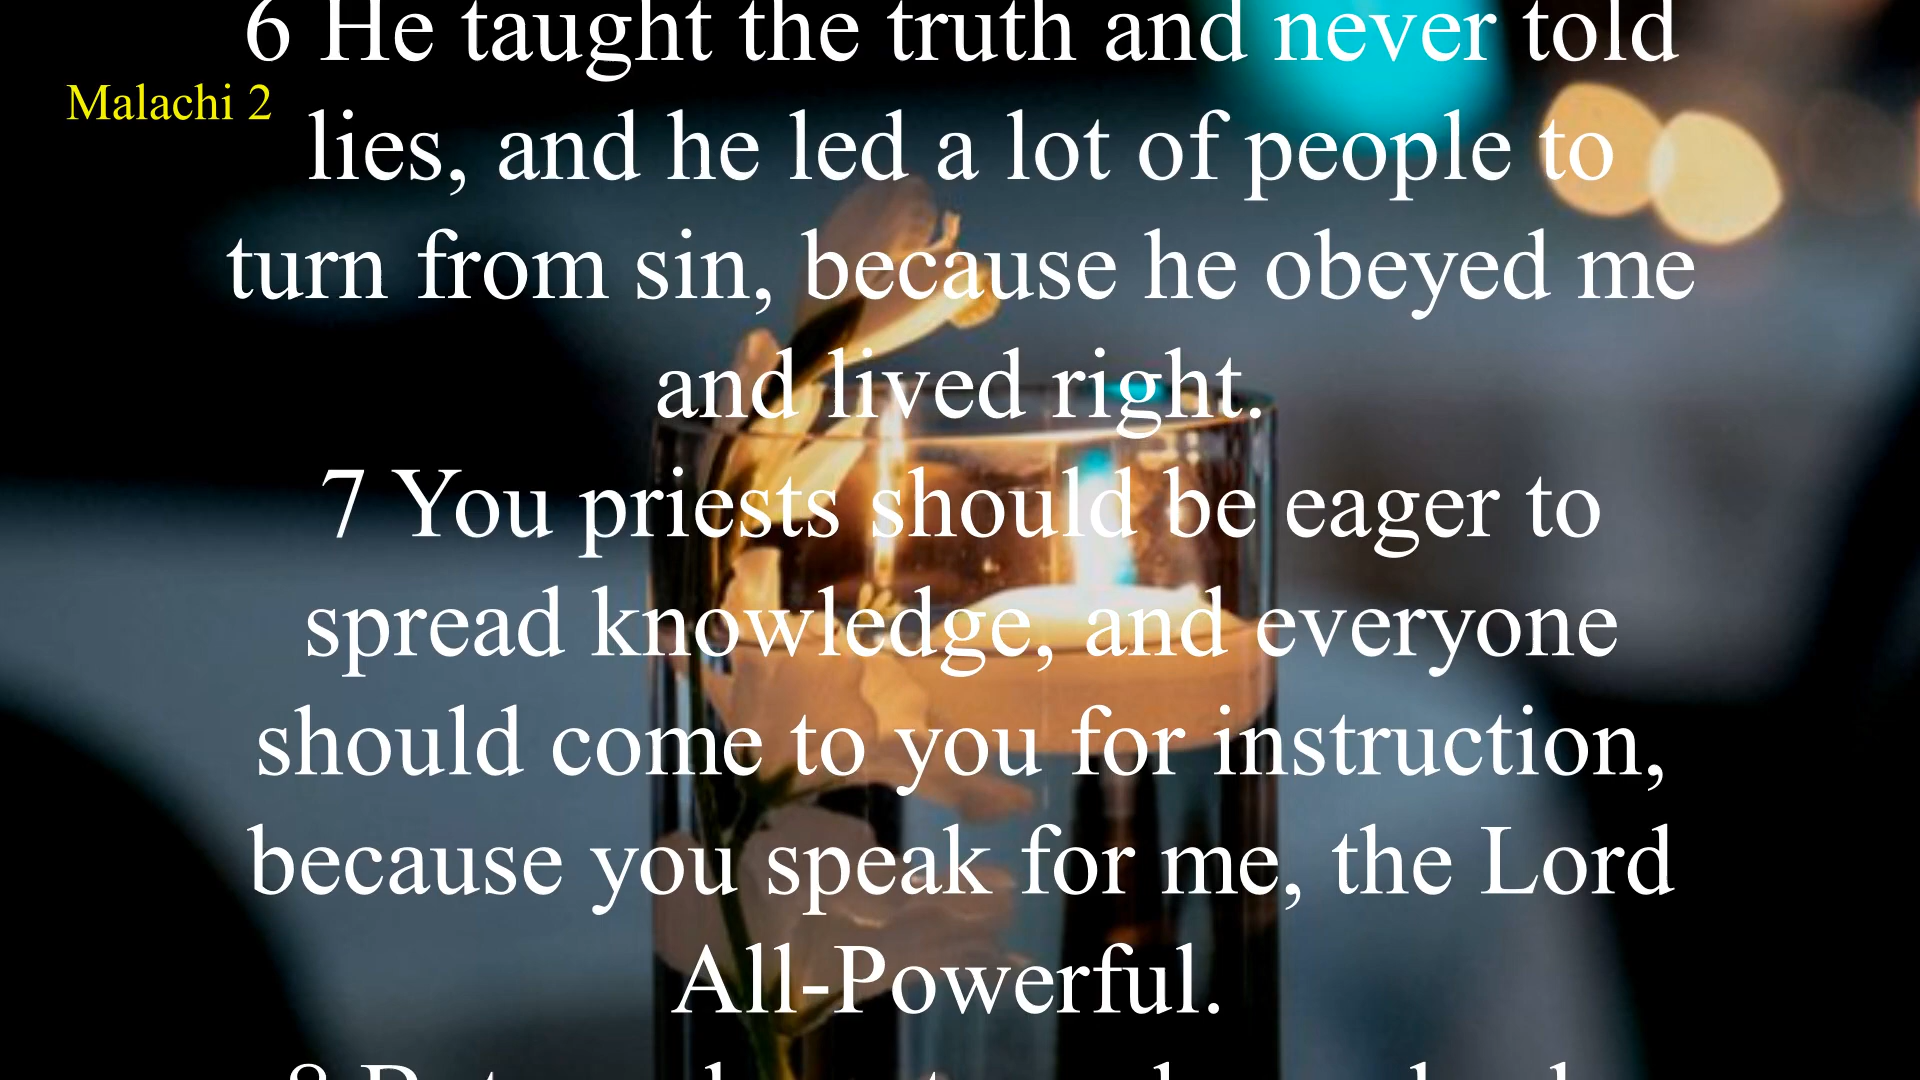 6 He taught the truth and never told
Malachi 2
lies, and he led a lot of people to
turn from sin, because he obeyed me
and lived right.
7 You priests should be eager to
spread knowledge, and everyone
should come to you for instruction,
because you speak for me, the Lord
All-Powerful.